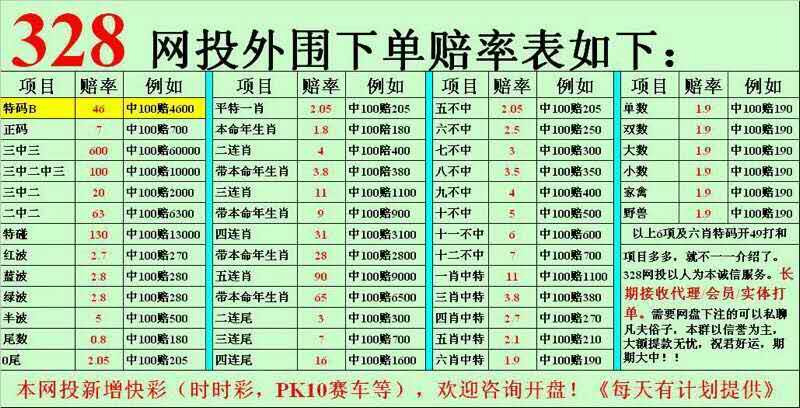 328 网投外围下单赔率表如下：
项目 赔率 例如 项目 赔率 例如 项目 赔率 例如 项目 赔率 例如
特码B 46 中100赔4600 平特一肖 2.05 中100赔205 五不中 2.05 中100赔205 单数 1.9 中100赔190
正码 7 中100赔700 本命年生肖 1.8 中100陪180 六不中 2.5 中100赔250 双数 1.9 中100赔190
三中三 600 中100赔60000 二连肖 4 中100陪400 七不中 3 中100赔300 大数 1.9 中100赔190
三中二中三 100 中100赔10000 带本命年生肖 3.8 中100陪380 八不中 3.5 中100赔350 小数 1.9 中100赔190
三中二 20 中100赔2000 三连肖 11 中100赔1100 九不中 4 中100赔400 家禽 1.9 中100赔190
二中二 63 中100赔6300 带本命年生肖 9 中100赔900 十不中 5 中100赔500 野兽 1.9 中100赔190
特碰 130 中100赔13000 四连肖 31 中100赔3100 十一不中 6 中100赔600 以上6项及六肖特码开49打和
红波 2.7 中100赔270 带本命年生肖 28 中100赔2800 十二不中 7 中100赔700 项目多多，就不一一介绍了。
蓝波 2.8 中100赔280 五连肖 90 中100赔9000 一肖中特 11 中100赔1100 328网投以人为本诚信服务。长
绿波 2.8 中100赔280 带本命年生肖 65 中100赔6500 三肖中特 3.8 中100赔380 期接收代理/会员/实体打
半波 5 中100赔500 二连尾 3 中100赔300 四肖中特 2.7 中100赔270 单。需要网盘下注的可以私聊
尾数 0.8 中100赔180 三连尾 7 中100赔700 五肖中特 2.1 中100赔210 凡夫俗子，本群以信誉为主，
0尾 2.05 中100赔205 四连尾 16 中100赔1600 六肖中特 1.9 中100赔190 大额提款无忧，祝君好运，期
期大中！！
本网投新增快彩（时时彩，PK10赛车等），欢迎咨询开盘！《每天有计划提供》